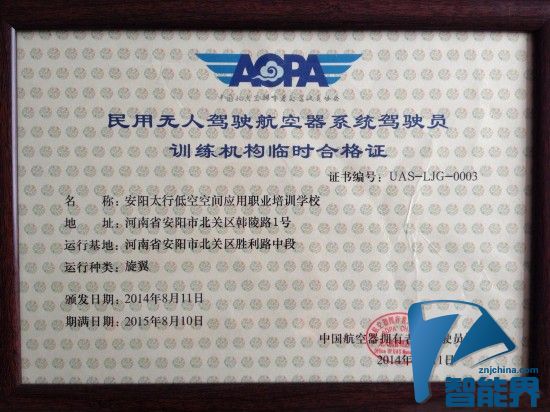 AOPA
民用无人驾驶航空器系统驾驶员
训练机构临时合格证
证书编号：UAS-LJG-0003
名　　称：安阳太行低空空间应用职业培训学校
地　　址：河南省安阳市北关区韩陵路1号
运行基地：河南省安阳市北关区胜利路中段
运行种类：旋翼
颁发日期：2014年8月11日
期满日期：2015年8月10日
中国航空器拥有者
驶员
2014年
1日
znjchina.com
智能界